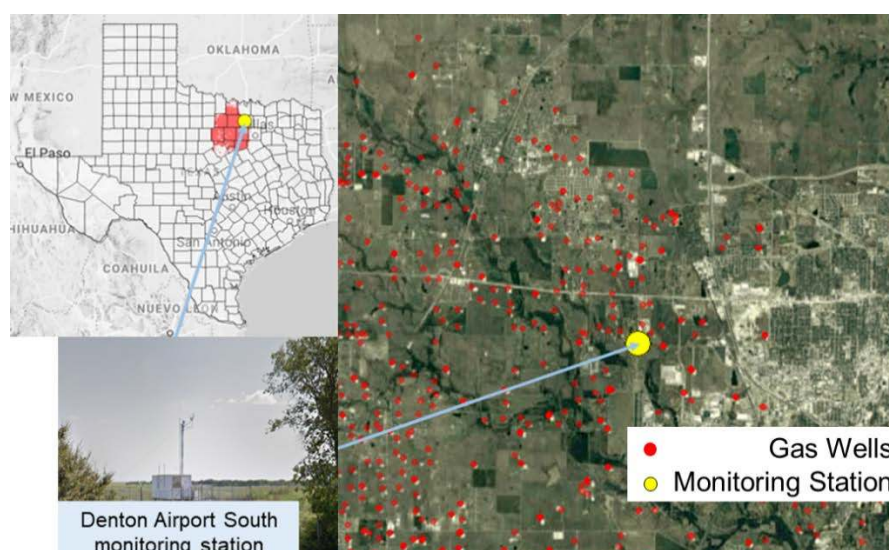 OKLAHOMA
W MEXICO
El Paso
Austin
Houston
San Antonio
HIHUAHUA
COAHUILA
NUEVO LEON
Gas Wells
Monitoring Station
Denton Airport South
monitoring station